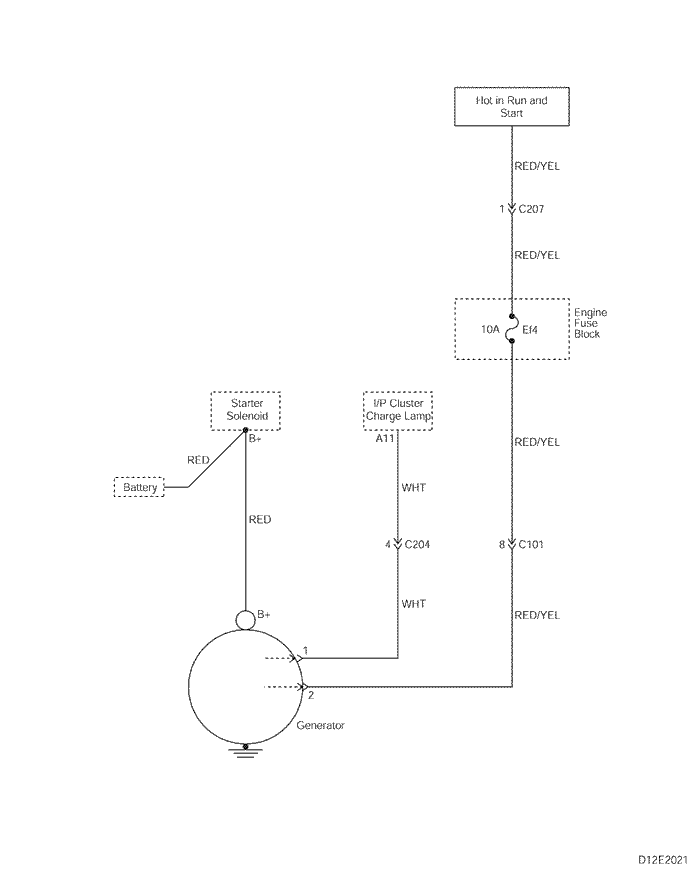 Hot in Run and
Start
RED/YEL
1 C207
RED/YEL
Engine
Fuse
Block
10A Ef4
Starter
Solenoid
I/P Cluster
Charge Lamp
B+
A11
RED/YEL
RED
Battery
WHT
RED
4 C204
8 C101
WHT
B+
RED/YEL
1
2
Generator
D12E2021